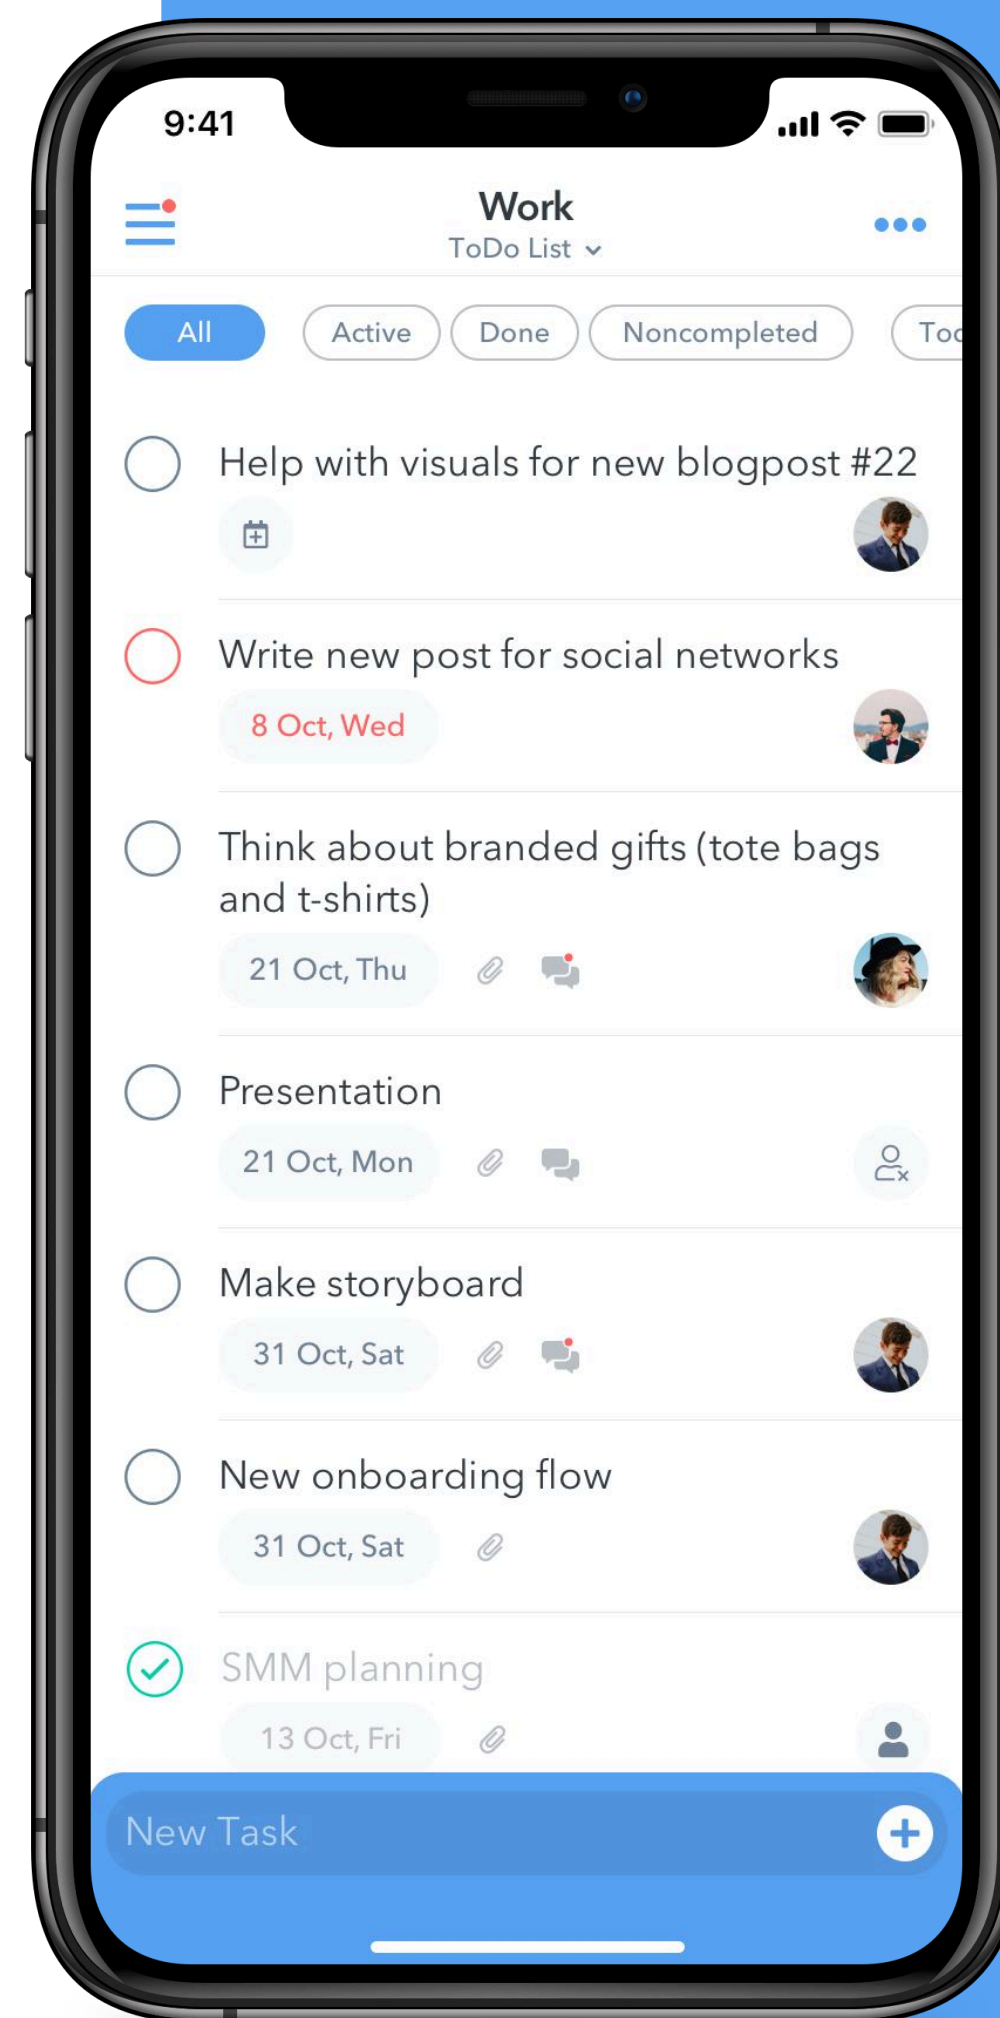 9:41
Work
ToDo List
All Active Done Noncompleted
Help with visuals for new blogpost #22
Write new post for social networks
8 Oct, Wed
Think about branded gifts (tote bags
and t-shirts)
21 Oct, Thu
Presentation
21 Oct, Mon
Make storyboard
31 Oct, Sat
New onboarding flow
31 Oct, Sat
SMM planning
13 Oct, Fri
New Task